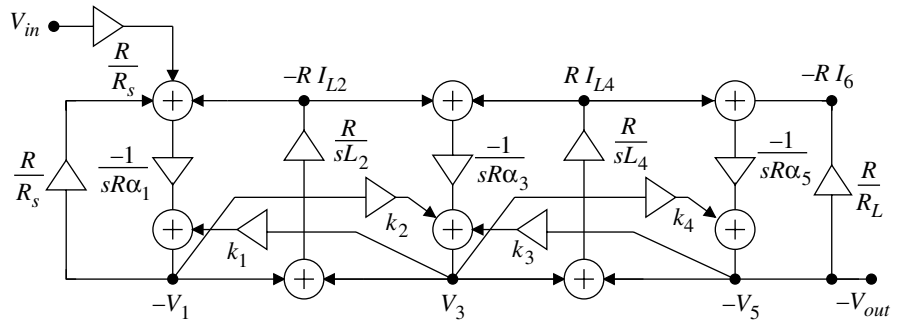 V_in
R/R_s
−R I_L2
R I_L4
−R I_6
+ + +
R/R_s
−1/sRα_1
R/sL_2
−1/sRα_3
R/sL_4
−1/sRα_5
R/R_L
k_2
k_4
+ + +
k_1
k_3
+ +
−V_1
V_3
−V_5
−V_out